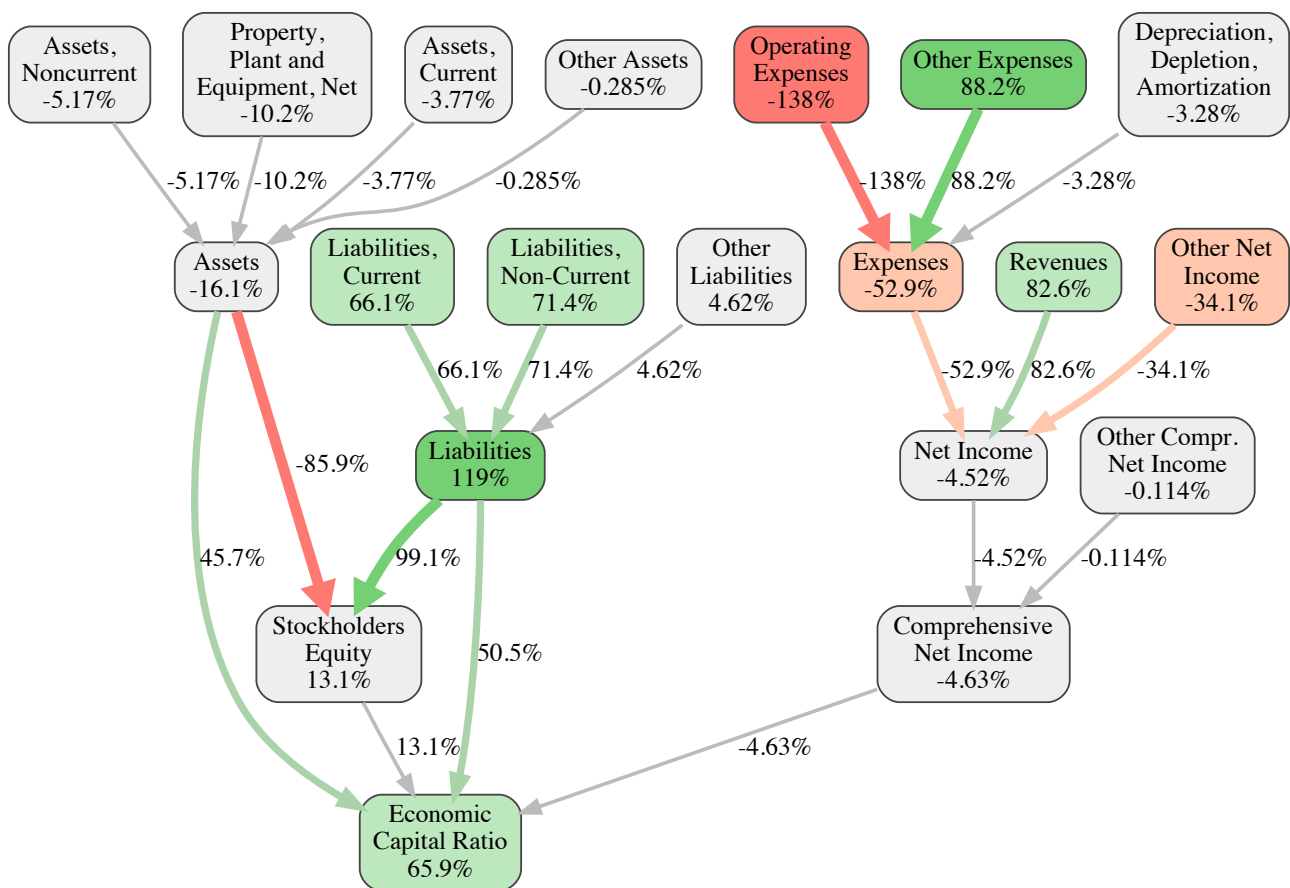 Assets,
Noncurrent
-5.17%
Property,
Plant and
Equipment, Net
-10.2%
Assets,
Current
-3.77%
Other Assets
-0.285%
Operating
Expenses
-138%
Other Expenses
88.2%
Depreciation,
Depletion,
Amortization
-3.28%
-5.17%
-10.2%
-3.77%
-0.285%
-138%
88.2%
-3.28%
Assets
-16.1%
Liabilities,
Current
66.1%
Liabilities,
Non-Current
71.4%
Other
Liabilities
4.62%
Expenses
-52.9%
Revenues
82.6%
Other Net
Income
-34.1%
66.1%
71.4%
4.62%
-52.9%
82.6%
-34.1%
-85.9%
Liabilities
119%
Net Income
-4.52%
Other Compr.
Net Income
-0.114%
45.7%
99.1%
-4.52%
-0.114%
Stockholders
Equity
13.1%
50.5%
Comprehensive
Net Income
-4.63%
13.1%
-4.63%
Economic
Capital Ratio
65.9%